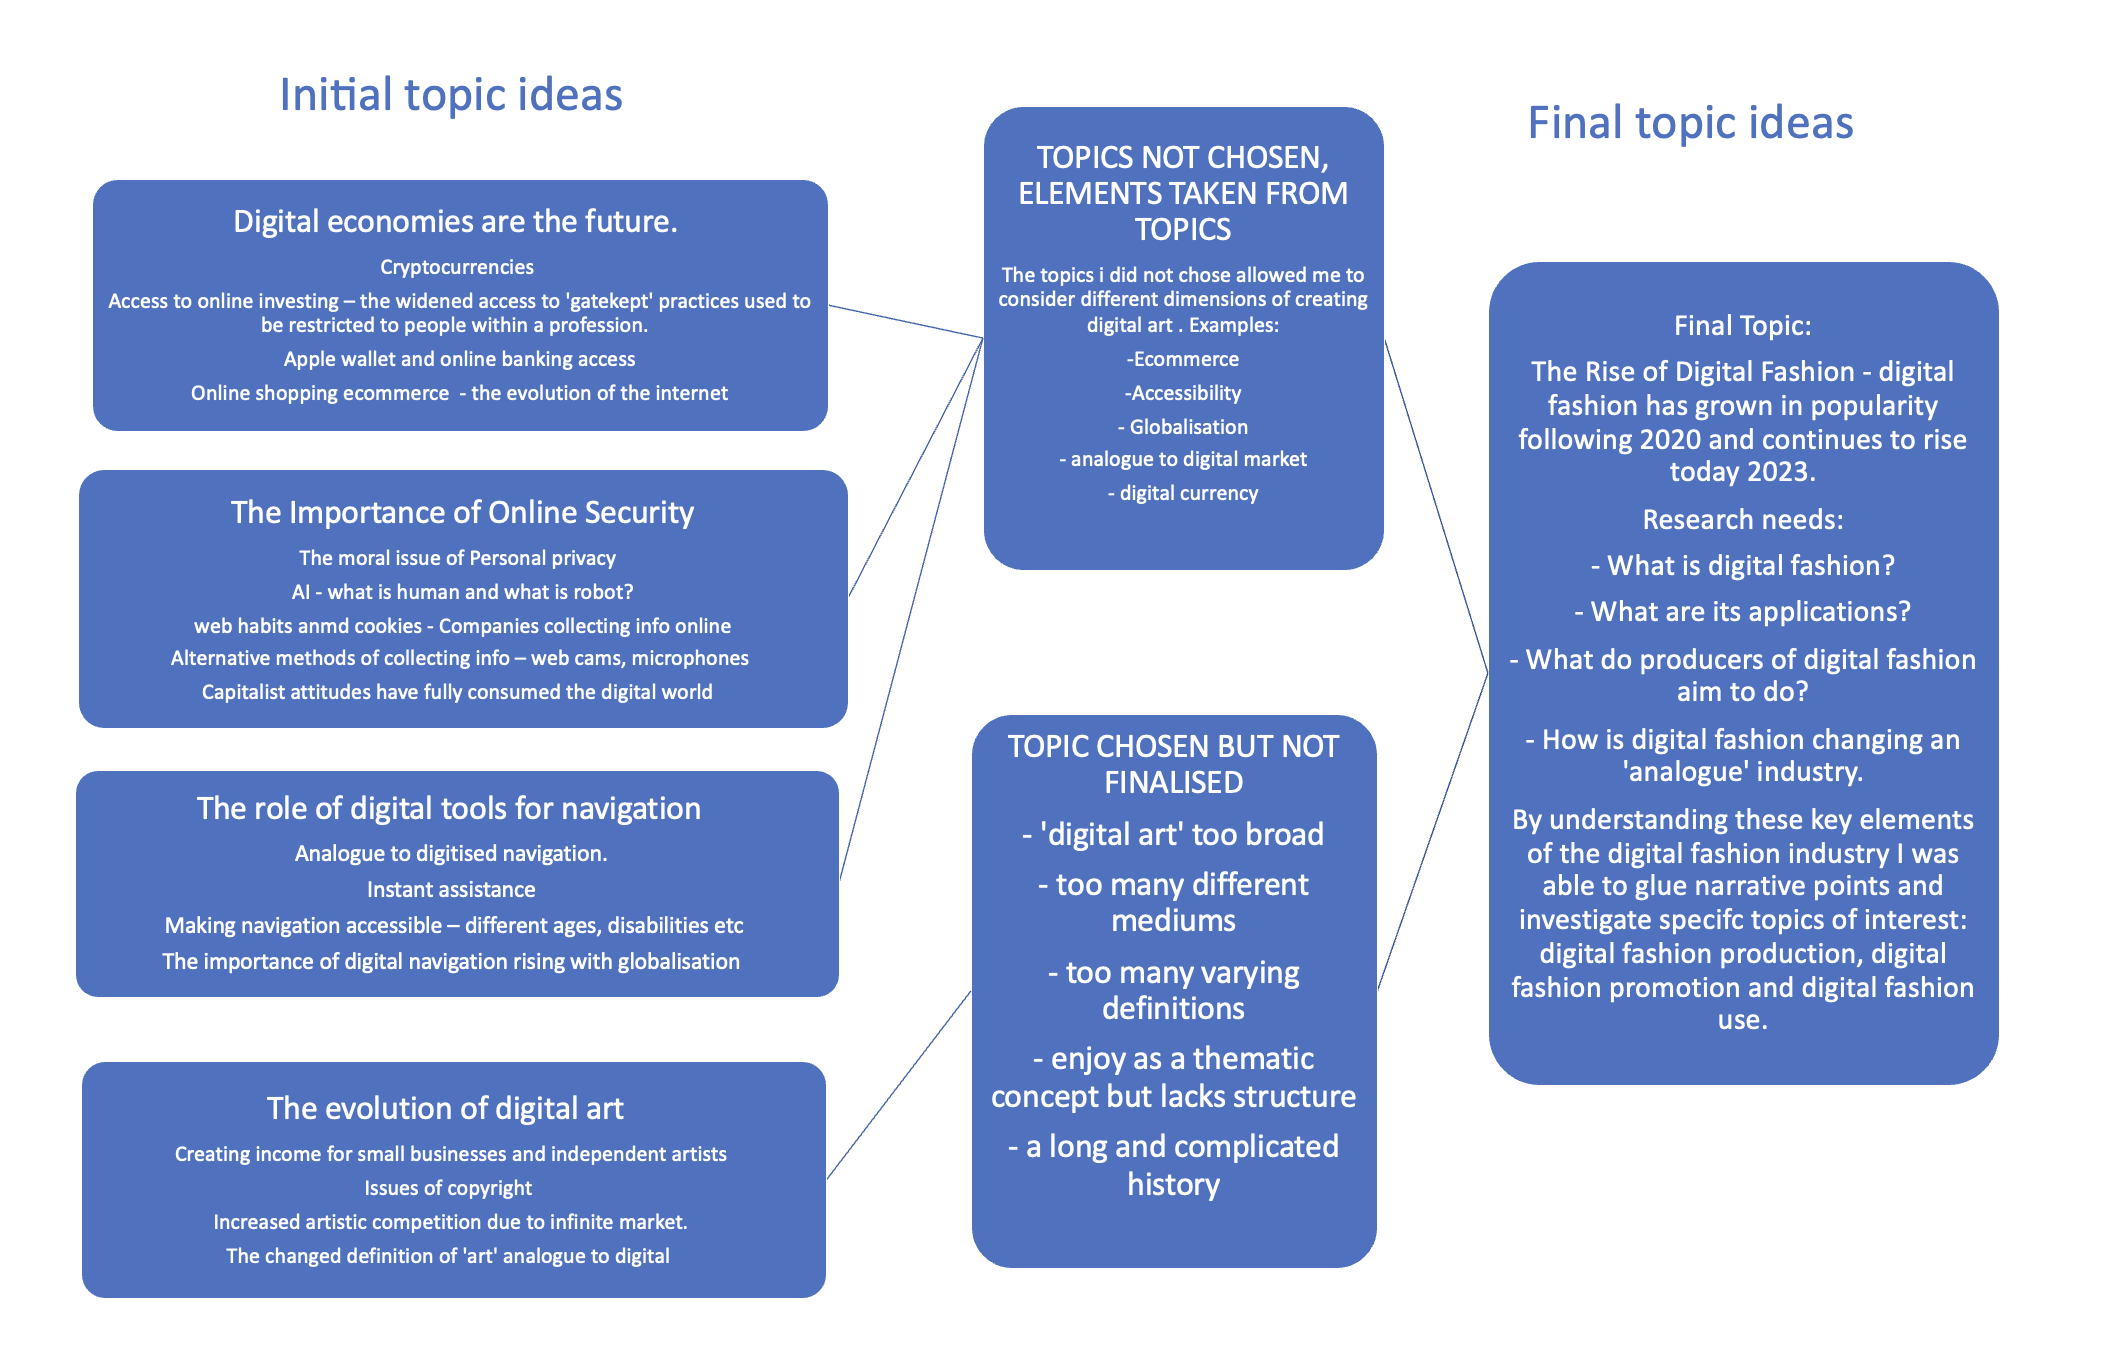 Initial topic ideas
Digital economies are the future.
Cryptocurrencies
Access to online investing – the widened access to 'gatekept' practices used to
be restricted to people within a profession.
Apple wallet and online banking access
Online shopping ecommerce  - the evolution of the internet
The Importance of Online Security
The moral issue of Personal privacy
AI - what is human and what is robot?
web habits anmd cookies - Companies collecting info online
Alternative methods of collecting info – web cams, microphones
Capitalist attitudes have fully consumed the digital world
The role of digital tools for navigation
Analogue to digitised navigation.
Instant assistance
Making navigation accessible – different ages, disabilities etc
The importance of digital navigation rising with globalisation
The evolution of digital art
Creating income for small businesses and independent artists
Issues of copyright
Increased artistic competition due to infinite market.
The changed definition of 'art' analogue to digital
TOPICS NOT CHOSEN,
ELEMENTS TAKEN FROM
TOPICS
The topics i did not chose allowed me to
consider different dimensions of creating
digital art . Examples:
-Ecommerce
-Accessibility
- Globalisation
- analogue to digital market
- digital currency
TOPIC CHOSEN BUT NOT
FINALISED
- 'digital art' too broad
- too many different
mediums
- too many varying
definitions
- enjoy as a thematic
concept but lacks structure
- a long and complicated
history
Final topic ideas
Final Topic:
The Rise of Digital Fashion - digital
fashion has grown in popularity
following 2020 and continues to rise
today 2023.
Research needs:
- What is digital fashion?
- What are its applications?
- What do producers of digital fashion
aim to do?
- How is digital fashion changing an
'analogue' industry.
By understanding these key elements
of the digital fashion industry I was
able to glue narrative points and
investigate specifc topics of interest:
digital fashion production, digital
fashion promotion and digital fashion
use.